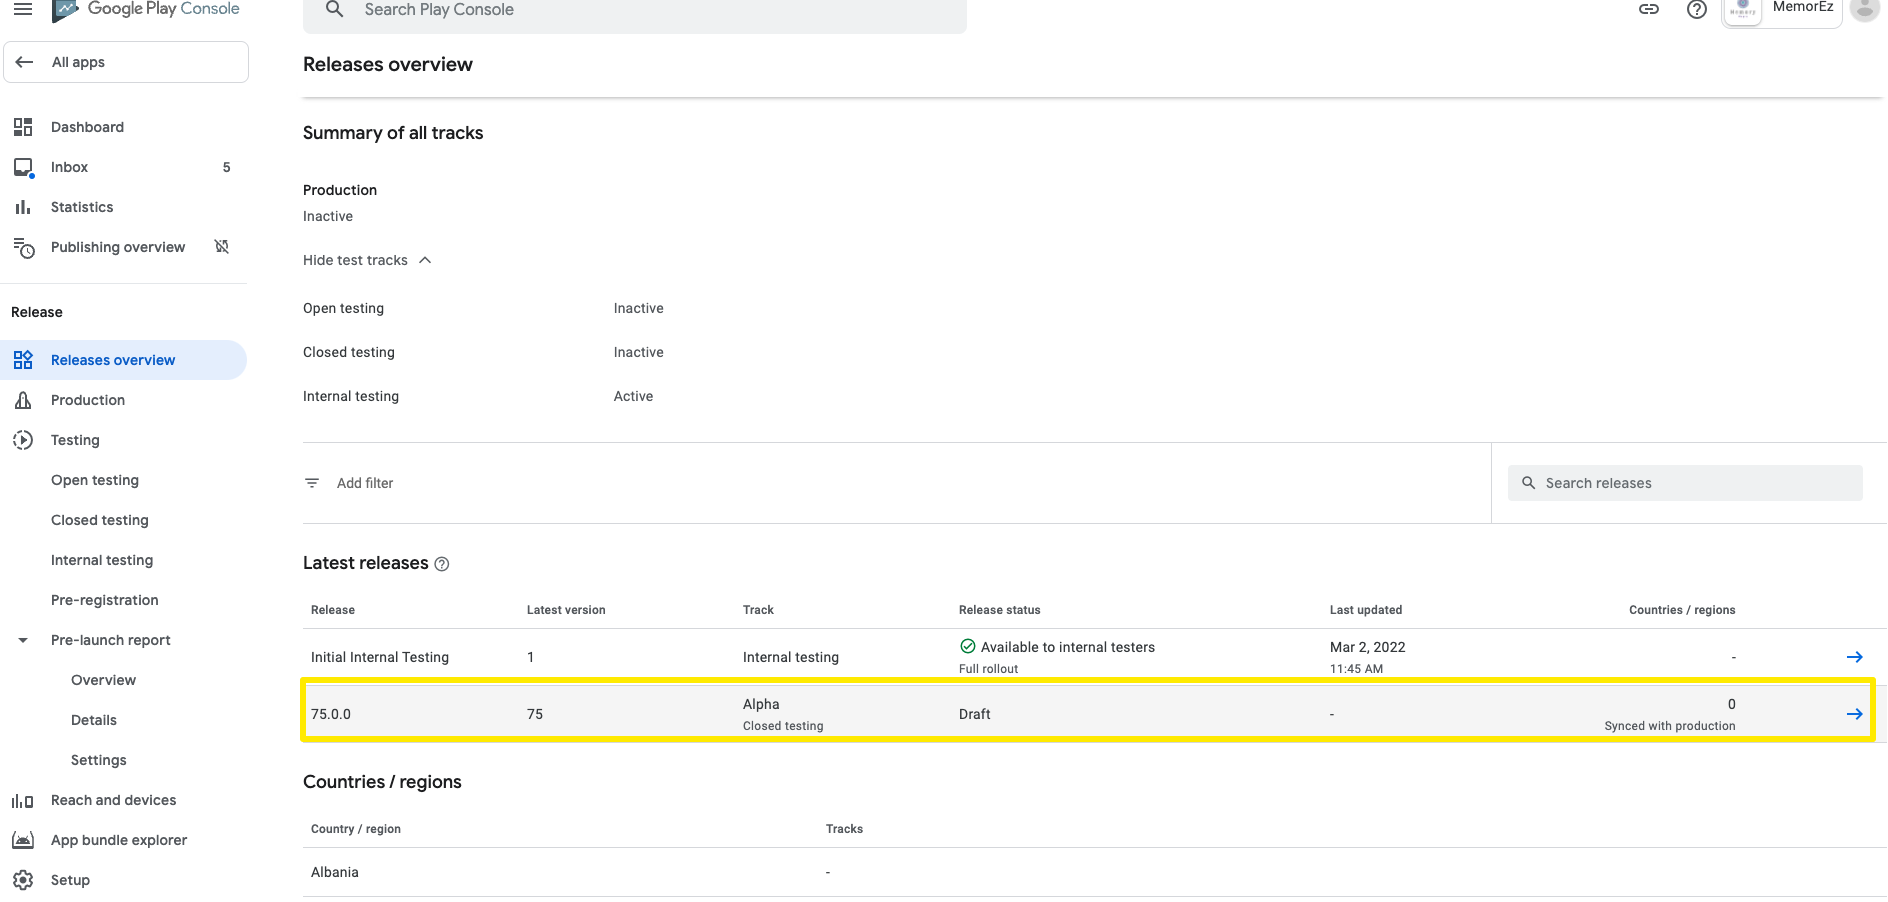 Google Play Console
Search Play Console
MemorEz
All apps
Releases overview
Dashboard
Inbox 5
Statistics
Publishing overview
Release
Releases overview
Production
Testing
Open testing
Closed testing
Internal testing
Pre-registration
Pre-launch report
Overview
Details
Settings
Reach and devices
App bundle explorer
Setup
Summary of all tracks
Production
Inactive
Hide test tracks
Open testing Inactive
Closed testing Inactive
Internal testing Active
Add filter
Search releases
Latest releases
Release Latest version Track Release status Last updated Countries / regions
Initial Internal Testing 1 Internal testing Available to internal testers Mar 2, 2022 -
Full rollout 11:45 AM
75.0.0 75 Alpha Draft - 0
Closed testing Synced with production
Countries / regions
Country / region Tracks
Albania -